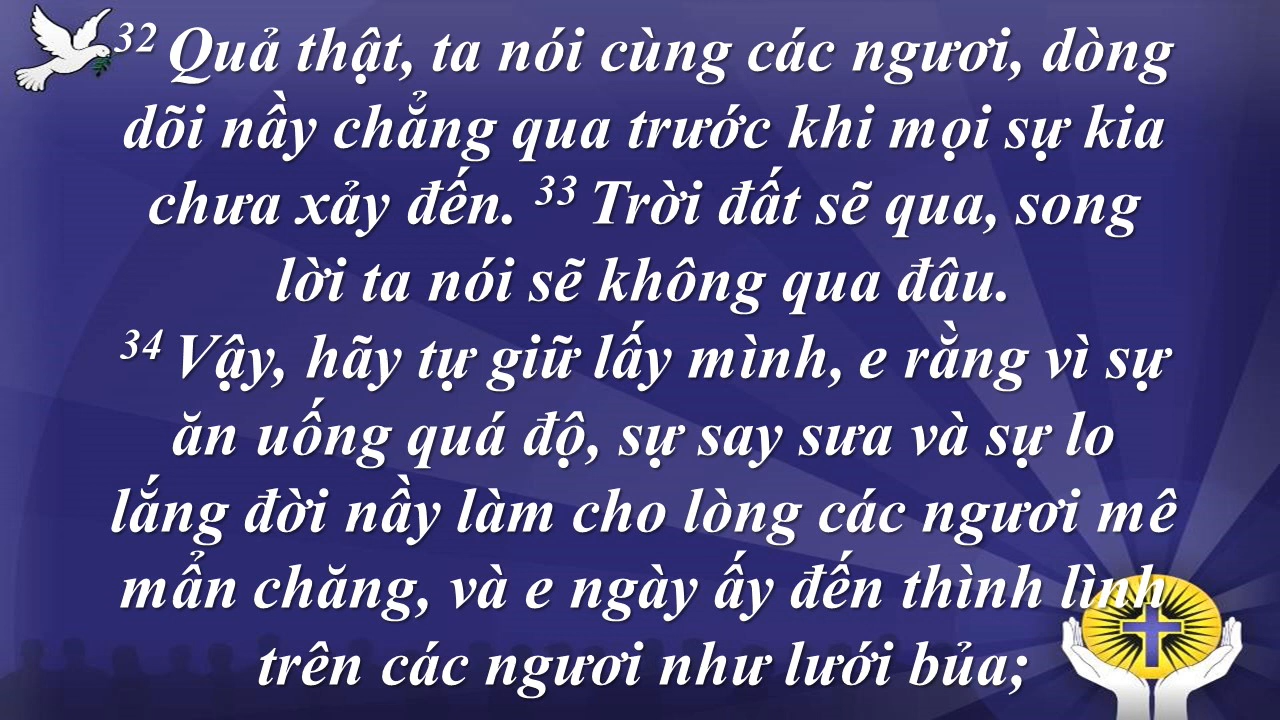 32 Quả thật, ta nói cùng các ngươi, dòng
dõi nầy chẳng qua trước khi mọi sự kia
chưa xảy đến. 33 Trời đất sẽ qua, song
lời ta nói sẽ không qua đâu.
34 Vậy, hãy tự giữ lấy mình, e rằng vì sự
ăn uống quá độ, sự say sưa và sự lo
lắng đời nầy làm cho lòng các ngươi mê
mẩn chăng, và e ngày ấy đến thình lình
trên các ngươi như lưới bủa;